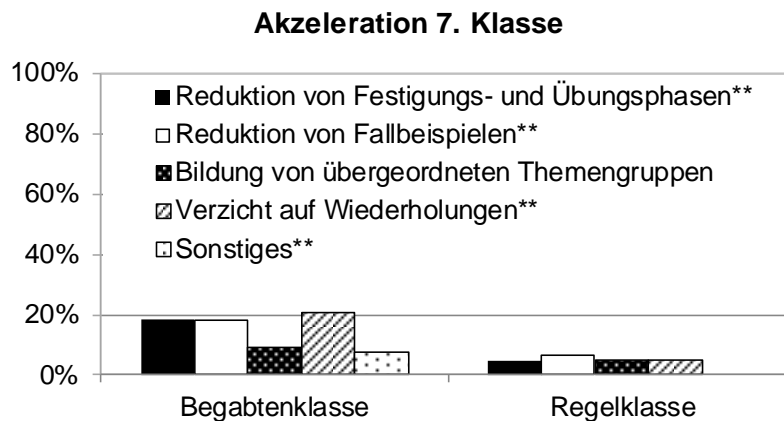 Akzeleration 7. Klasse
100%
80%
60%
40%
20%
0%
Reduktion von Festigungs- und Übungsphasen**
Reduktion von Fallbeispielen**
Bildung von übergeordneten Themengruppen
Verzicht auf Wiederholungen**
Sonstiges**
Begabtenklasse
Regelklasse